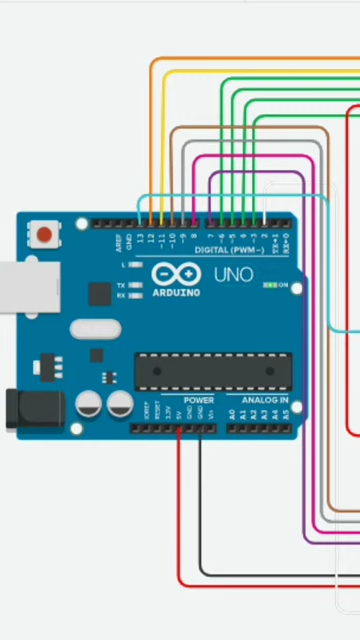 AREF
GND
13
12
~11
~10
~9
8
7
~6
~5
4
~3
2
TX→1
RX←0
DIGITAL (PWM~)
L
TX
RX
UNO
ARDUINO
ON
POWER
ANALOG IN
IOREF
RESET
3.3V
5V
GND
GND
Vin
A0
A1
A2
A3
A4
A5